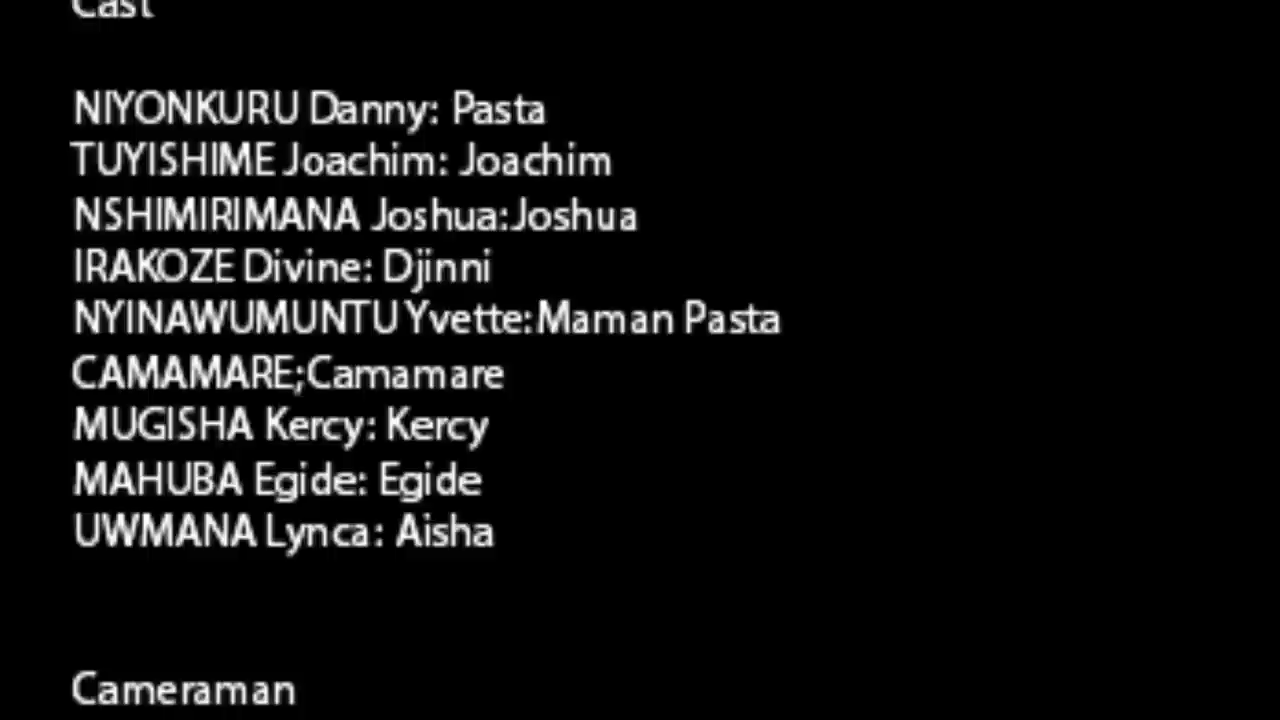 Cast
NIYONKURU Danny: Pasta
TUYISHIME Joachim: Joachim
NSHIMIRIMANA Joshua:Joshua
IRAKOZE Divine: Djinni
NYINAWUMUNTU Yvette:Maman Pasta
CAMAMARE;Camamare
MUGISHA Kercy: Kercy
MAHUBA Egide: Egide
UWMANA Lynca: Aisha
Cameraman